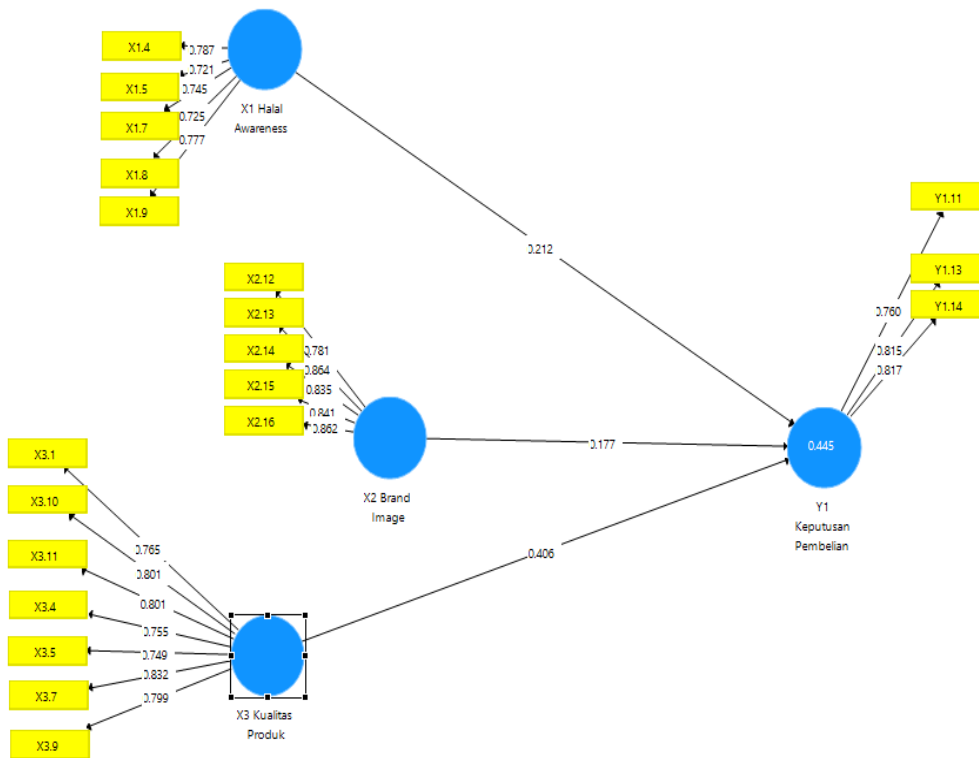 X1.4
0.787
0.721
X1.5
0.745
0.725
X1.7
0.777
X1.8
X1.9
X1 Halal
Awareness
0.212
Y1.11
Y1.13
Y1.14
0.760
0.815
0.817
X2.12
X2.13
X2.14
X2.15
X2.16
0.781
0.864
0.835
0.841
0.862
X2 Brand
Image
0.177
0.445
Y1
Keputusan
Pembelian
X3.1
X3.10
X3.11
X3.4
X3.5
X3.7
X3.9
0.765
0.801
0.801
0.755
0.749
0.832
0.799
0.406
X3 Kualitas
Produk